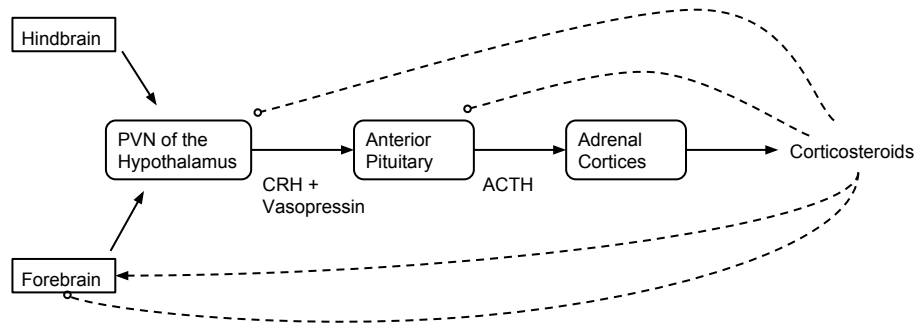 Hindbrain
PVN of the
Hypothalamus
Anterior
Pituitary
Adrenal
Cortices
Corticosteroids
CRH +
Vasopressin
ACTH
Forebrain